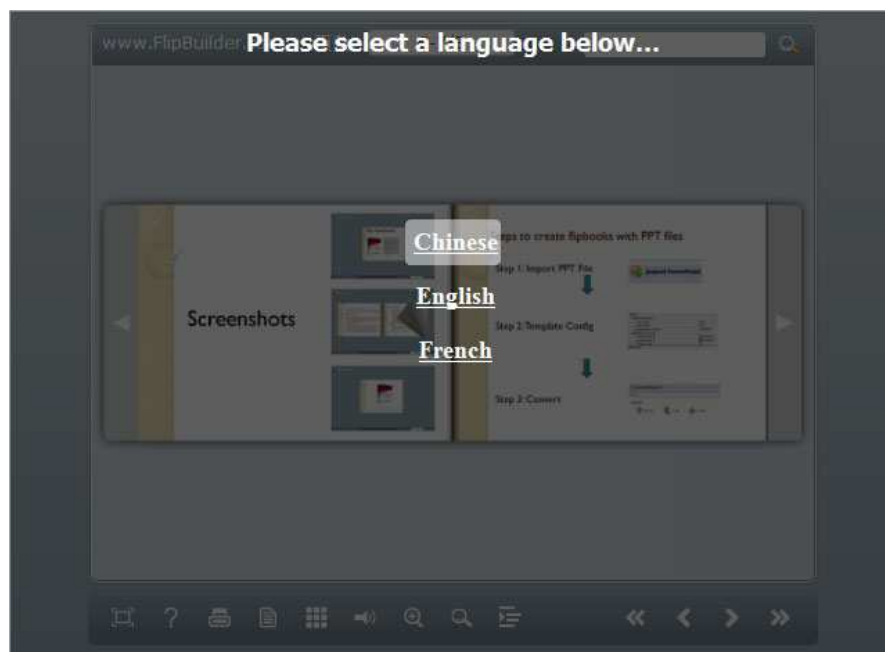 www.FlipBuilder.
Please select a language below...
Steps to create flipbooks with PPT files
Chinese
Step 1: Import PPT File
English
Screenshots
Step 2: Template Config
French
Step 3: Convert